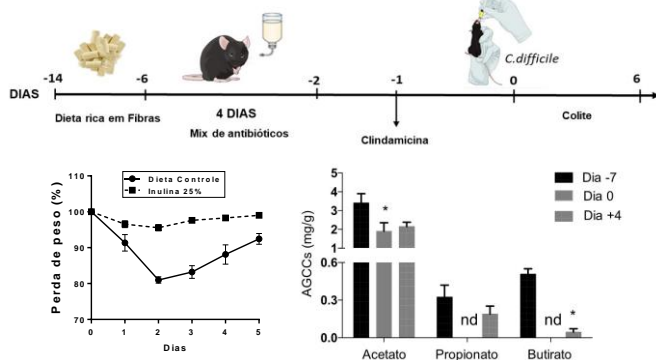 C.difficile
-14
-6
-2
-1
0
6
DIAS
Dieta rica em Fibras
4 DIAS
Mix de antibióticos
Clindamicina
Colite
Dieta Controle
Inulina 25%
Perda de peso (%)
110
100
90
80
70
0
1
2
3
4
5
Dias
Dia -7
Dia 0
Dia +4
AGCCs (mg/g)
5
4
3
2
1
0.6
0.3
0.0
*
nd
nd
*
Acetato
Propionato
Butirato